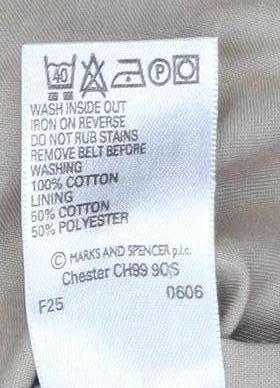 40 P
WASH INSIDE OUT
IRON ON REVERSE
DO NOT RUB STAINS
REMOVE BELT BEFORE
WASHING
100% COTTON
LINING
50% COTTON
50% POLYESTER
© MARKS AND SPENCER p.l.c.
Chester CH99 9QS
F25 0606